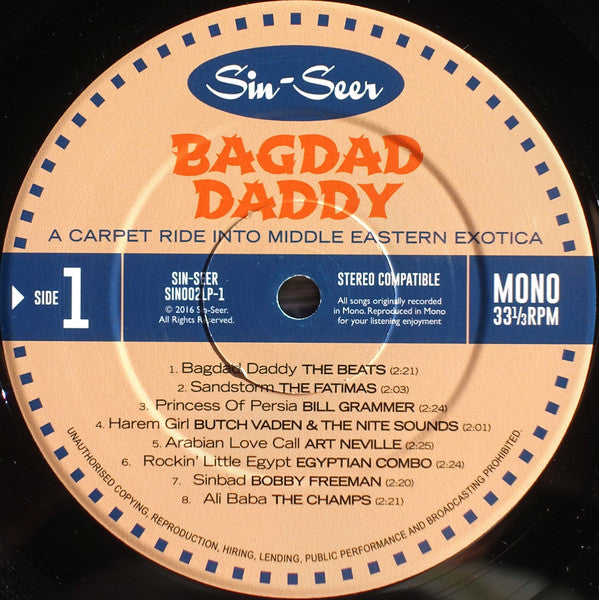 Sin-Seer
BAGDAD
DADDY
A CARPET RIDE INTO MIDDLE EASTERN EXOTICA
SIDE 1
SIN-SEER
SIN002LP-1
© 2016 Sin-Seer.
All Rights Reserved.
STEREO COMPATIBLE
All songs originally recorded
in Mono. Reproduced in Mono
for your listening enjoyment
MONO
33⅓RPM
1. Bagdad Daddy THE BEATS (2:21)
2. Sandstorm THE FATIMAS (2:03)
3. Princess Of Persia BILL GRAMMER (2:24)
4. Harem Girl BUTCH VADEN & THE NITE SOUNDS (2:01)
5. Arabian Love Call ART NEVILLE (2:25)
6. Rockin' Little Egypt EGYPTIAN COMBO (2:24)
7. Sinbad BOBBY FREEMAN (2:20)
8. Ali Baba THE CHAMPS (2:21)
UNAUTHORISED COPYING, REPRODUCTION, HIRING, LENDING, PUBLIC PERFORMANCE AND BROADCASTING PROHIBITED.